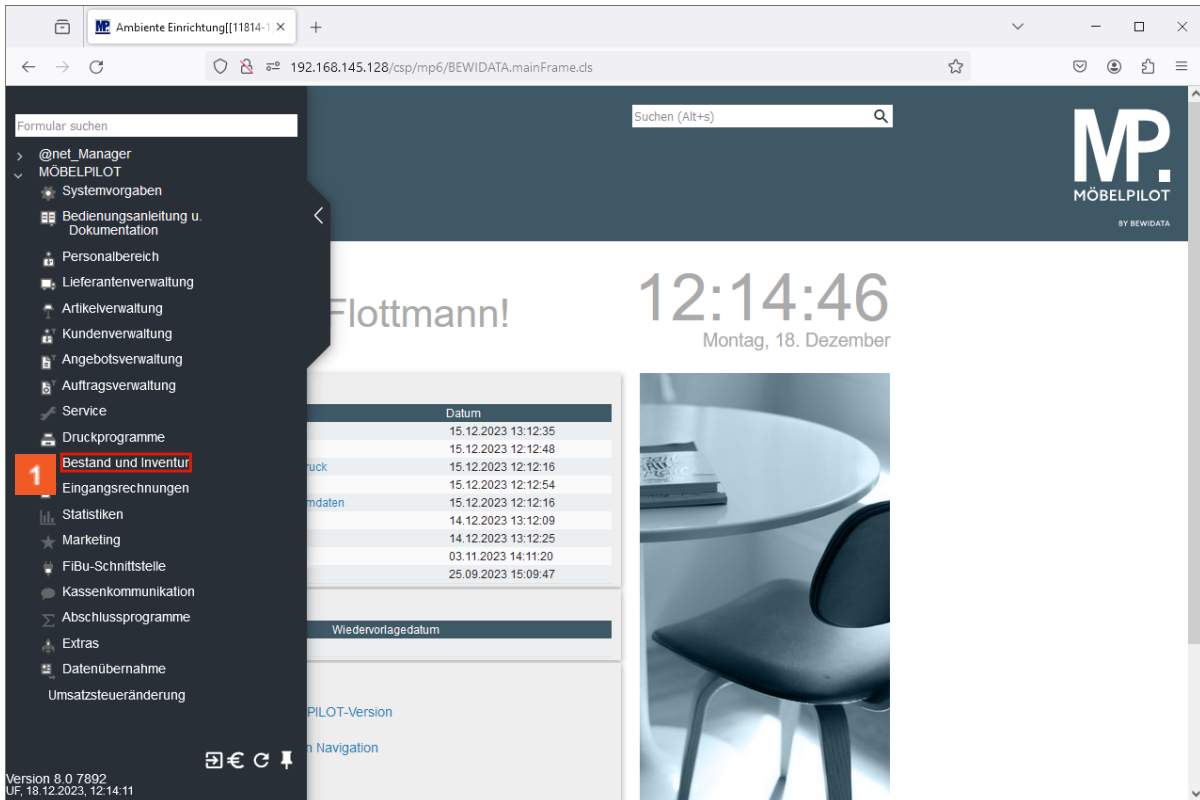 Ambiente Einrichtung[[11814-1
192.168.145.128/csp/mp6/BEWIDATA.mainFrame.cls
Formular suchen
@net_Manager
MÖBELPILOT
Systemvorgaben
Bedienungsanleitung u.
Dokumentation
Personalbereich
Lieferantenverwaltung
Artikelverwaltung
Kundenverwaltung
Angebotsverwaltung
Auftragsverwaltung
Service
Druckprogramme
1
Bestand und Inventur
Eingangsrechnungen
Statistiken
Marketing
FiBu-Schnittstelle
Kassenkommunikation
Abschlussprogramme
Extras
Datenübernahme
Umsatzsteueränderung
Version 8.0 7892
UF, 18.12.2023, 12:14:11
Suchen (Alt+s)
MP.
MÖBELPILOT
BY BEWIDATA
Flottmann!
12:14:46
Montag, 18. Dezember
Datum
15.12.2023 13:12:35
15.12.2023 12:12:48
ruck 15.12.2023 12:12:16
15.12.2023 12:12:54
mdaten 15.12.2023 12:12:16
14.12.2023 13:12:09
14.12.2023 13:12:25
03.11.2023 14:11:20
25.09.2023 15:09:47
Wiedervorlagedatum
PILOT-Version
n Navigation